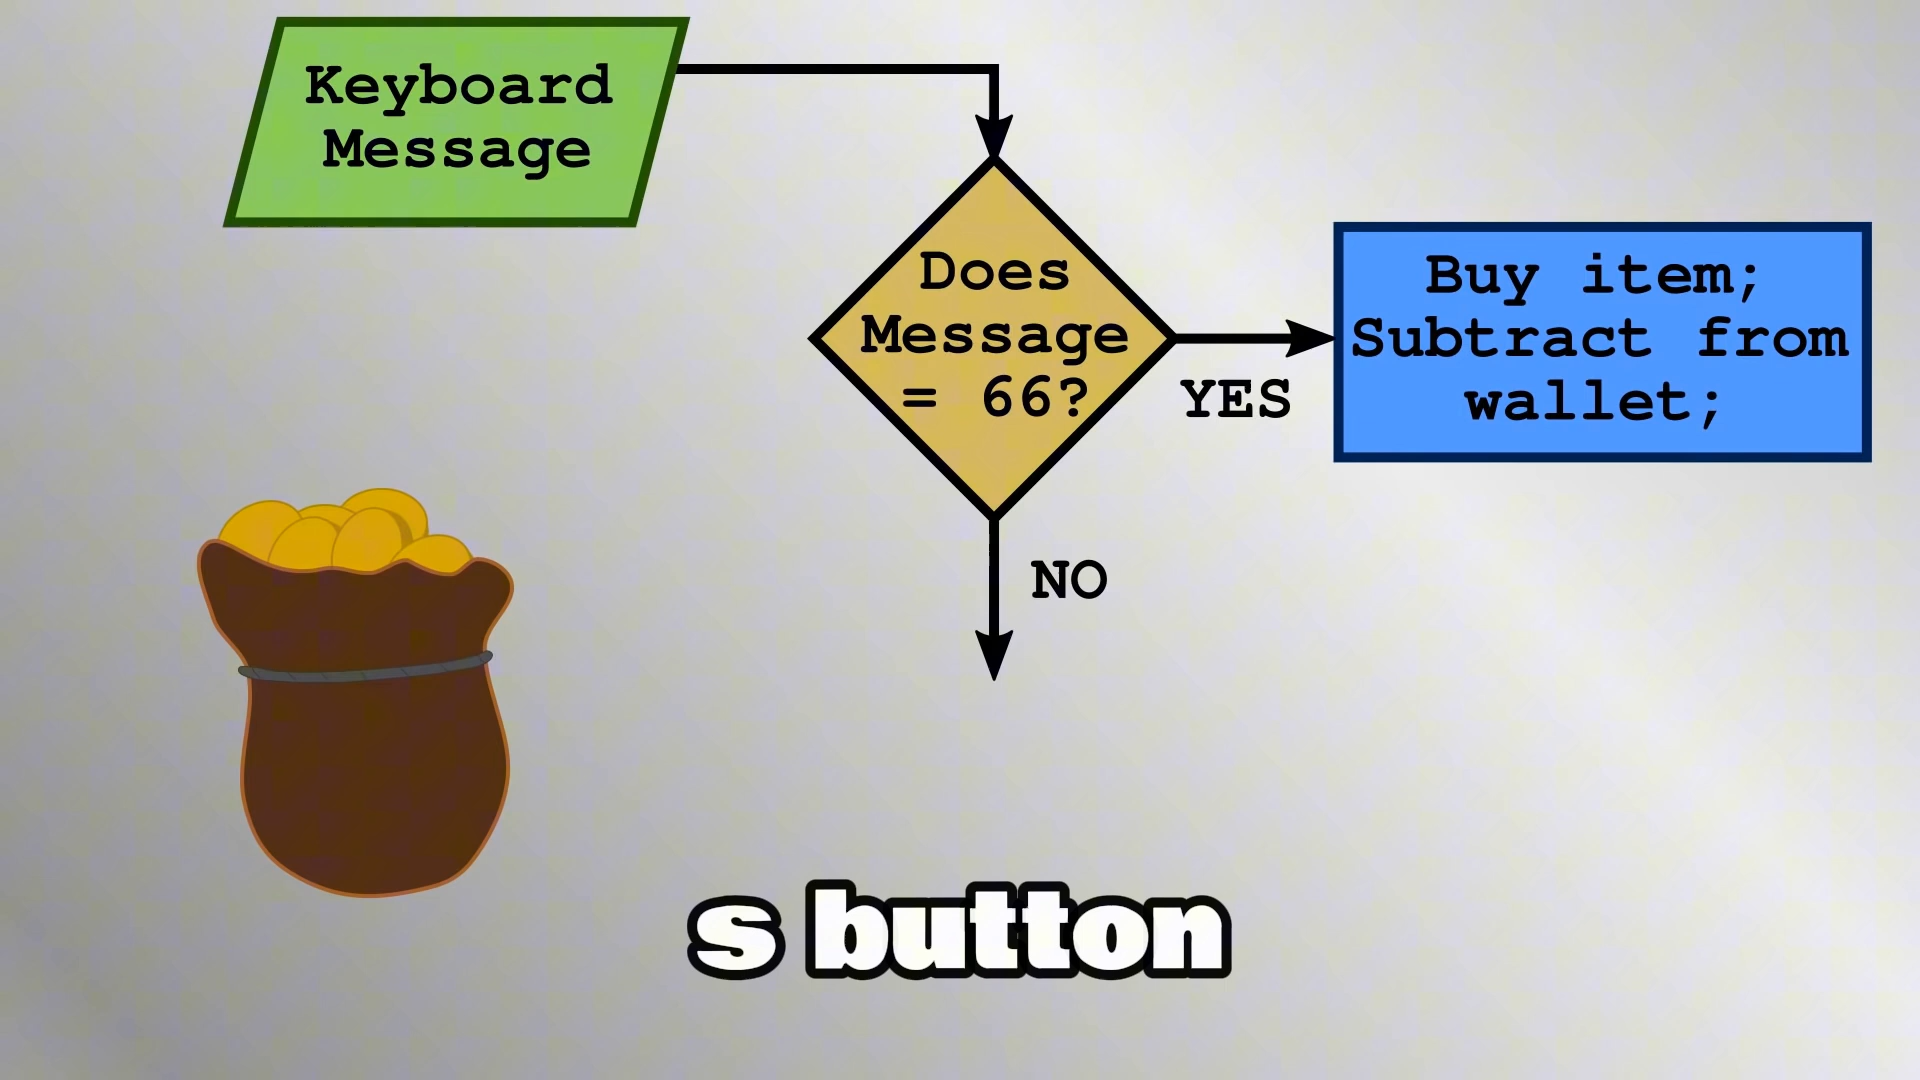 Keyboard
Message
Does
Message
= 66?
YES
Buy item;
Subtract from
wallet;
NO
s button